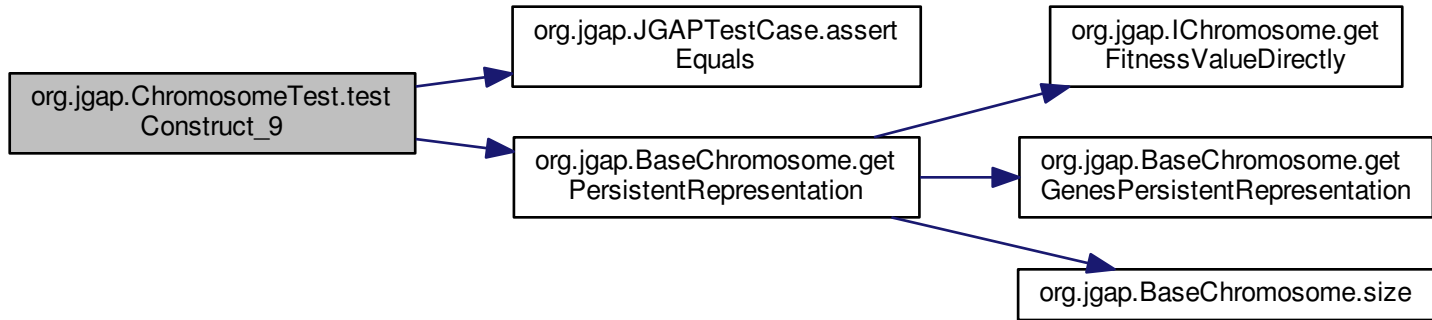 org.jgap.ChromosomeTest.test
Construct_9
org.jgap.JGAPTestCase.assert
Equals
org.jgap.BaseChromosome.get
PersistentRepresentation
org.jgap.IChromosome.get
FitnessValueDirectly
org.jgap.BaseChromosome.get
GenesPersistentRepresentation
org.jgap.BaseChromosome.size